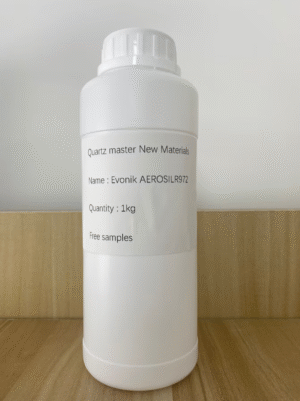 Quartz master New Materials
Name : Evonik AEROSILR972
Quantity : 1kg
Free samples